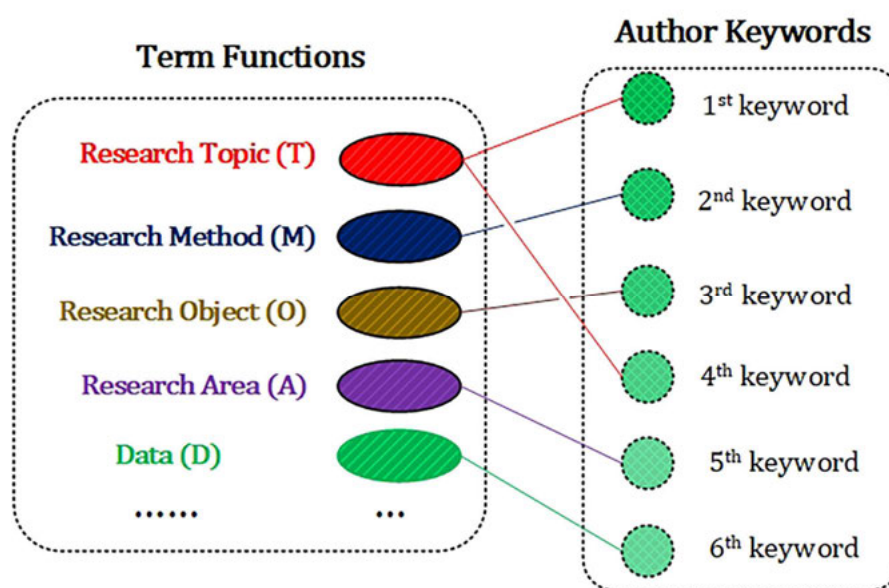 Term Functions
Research Topic (T)
Research Method (M)
Research Object (O)
Research Area (A)
Data (D)
...... ...
Author Keywords
1st keyword
2nd keyword
3rd keyword
4th keyword
5th keyword
6th keyword